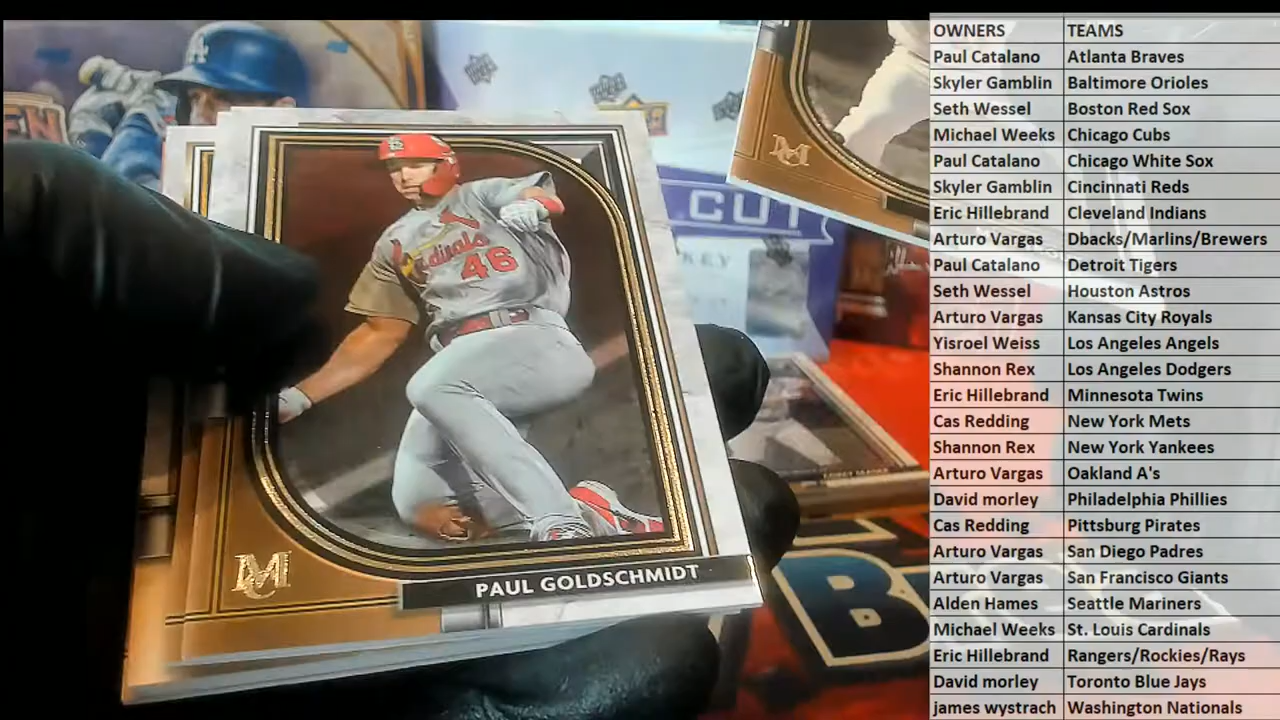 OWNERS TEAMS
Paul Catalano Atlanta Braves
Skyler Gamblin Baltimore Orioles
Seth Wessel Boston Red Sox
Michael Weeks Chicago Cubs
Paul Catalano Chicago White Sox
Skyler Gamblin Cincinnati Reds
Eric Hillebrand Cleveland Indians
Arturo Vargas Dbacks/Marlins/Brewers
Paul Catalano Detroit Tigers
Seth Wessel Houston Astros
Arturo Vargas Kansas City Royals
Yisroel Weiss Los Angeles Angels
Shannon Rex Los Angeles Dodgers
Eric Hillebrand Minnesota Twins
Cas Redding New York Mets
Shannon Rex New York Yankees
Arturo Vargas Oakland A's
David morley Philadelphia Phillies
Cas Redding Pittsburg Pirates
Arturo Vargas San Diego Padres
Arturo Vargas San Francisco Giants
Alden Hames Seattle Mariners
Michael Weeks St. Louis Cardinals
Eric Hillebrand Rangers/Rockies/Rays
David morley Toronto Blue Jays
james wystrach Washington Nationals
LA
CUT
Cardinals
46
MC
MC
PAUL GOLDSCHMIDT